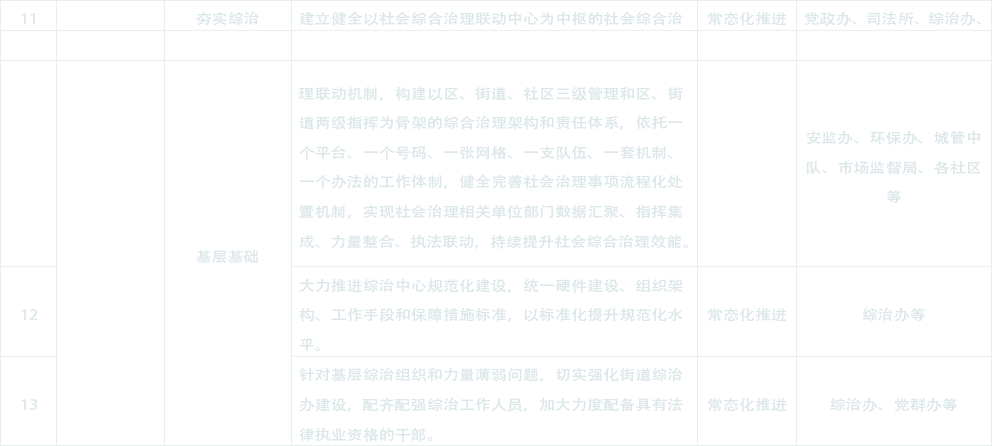 11 夯实综治 建立健全以社会综合治理联动中心为中枢的社会综合治 常态化推进 党政办、司法所、综治办、
理联动机制，构建以区、街道、社区三级管理和区、街
道两级指挥为骨架的综合治理架构和责任体系，依托一
个平台、一个号码、一张网格、一支队伍、一套机制、
一个办法的工作体制，健全完善社会治理事项流程化处
置机制，实现社会治理相关单位部门数据汇聚、指挥集
成、力量整合、执法联动，持续提升社会综合治理效能。
安监办、环保办、城管中
队、市场监督局、各社区
等
基层基础
12
大力推进综治中心规范化建设，统一硬件建设、组织架
构、工作手段和保障措施标准，以标准化提升规范化水
平。
常态化推进
综治办等
13
针对基层综治组织和力量薄弱问题，切实强化街道综治
办建设，配齐配强综治工作人员，加大力度配备具有法
律执业资格的干部。
常态化推进
综治办、党群办等